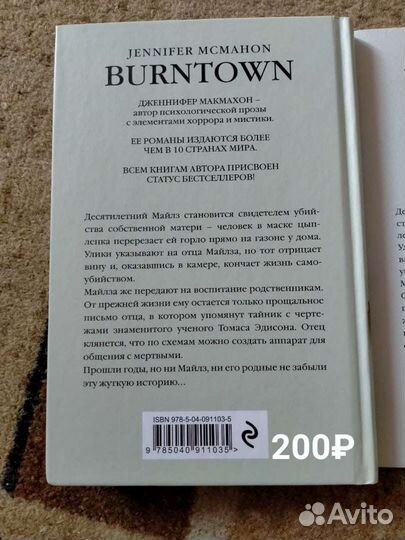 JENNIFER MCMAHON
BURNTOWN
ДЖЕННИФЕР МАКМАХОН –
автор психологической прозы
с элементами хоррора и мистики.
ЕЕ РОМАНЫ ИЗДАЮТСЯ БОЛЕЕ
ЧЕМ В 10 СТРАНАХ МИРА.
ВСЕМ КНИГАМ АВТОРА ПРИСВОЕН
СТАТУС БЕСТСЕЛЛЕРОВ!
Десятилетний Майлз становится свидетелем убий-
ства собственной матери – человек в маске цып-
ленка перерезает ей горло прямо на газоне у дома.
Улики указывают на отца Майлза, но тот отрицает
вину и, оказавшись в камере, кончает жизнь само-
убийством.
Майлза же передают на воспитание родственникам.
От прежней жизни ему остается только прощальное
письмо отца, в котором упомянут тайник с черте-
жами знаменитого ученого Томаса Эдисона. Отец
клянется, что по схемам можно создать аппарат для
общения с мертвыми.
Прошли годы, но ни Майлз, ни его родные не забыли
эту жуткую историю...
ISBN 978-5-04-091103-5
9 785040 911035 >
200₽
Avito